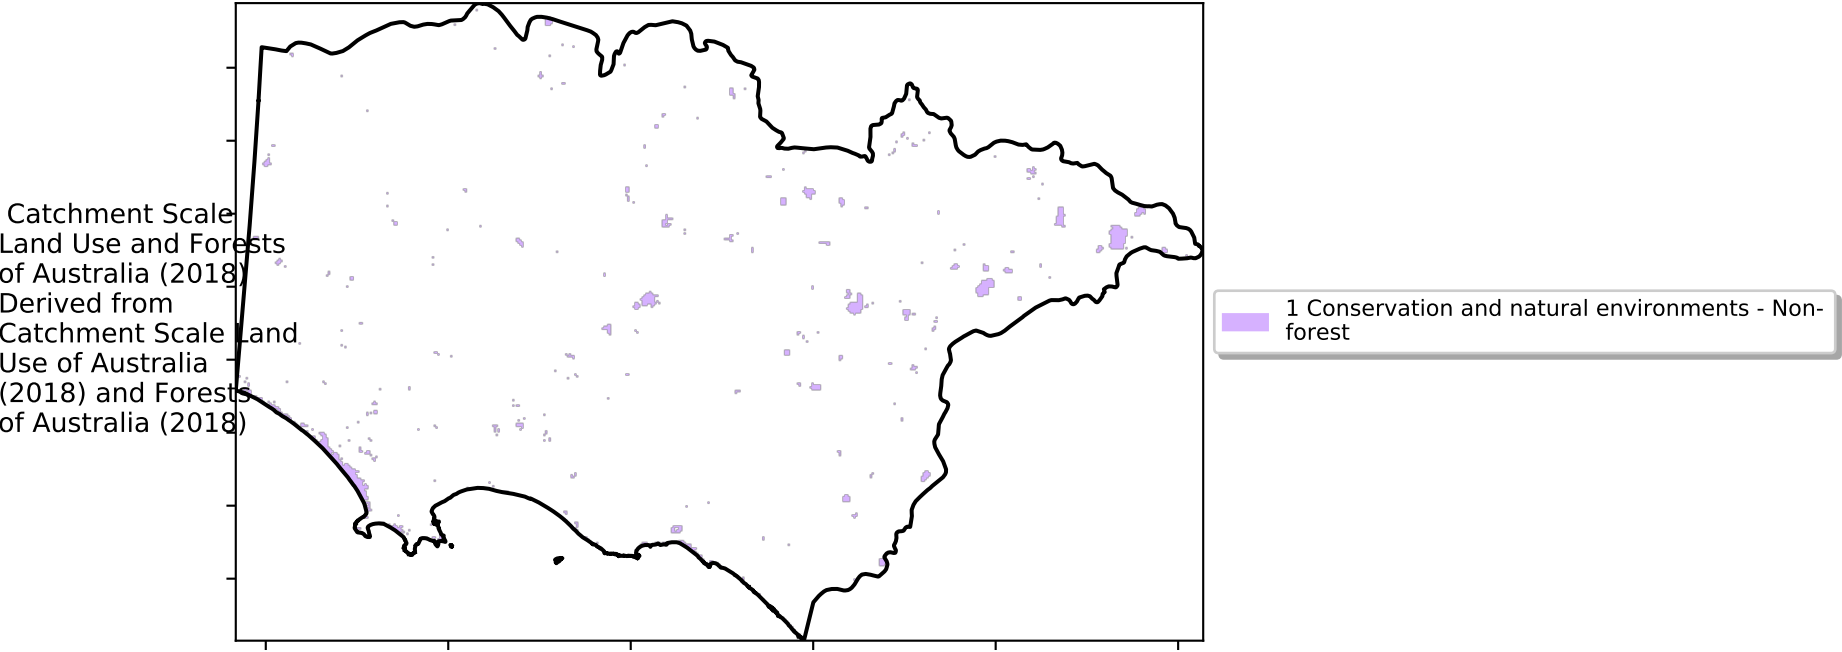 Catchment Scale
Land Use and Forests
of Australia (2018)
Derived from
Catchment Scale Land
Use of Australia
(2018) and Forests
of Australia (2018)
1 Conservation and natural environments - Non-
forest